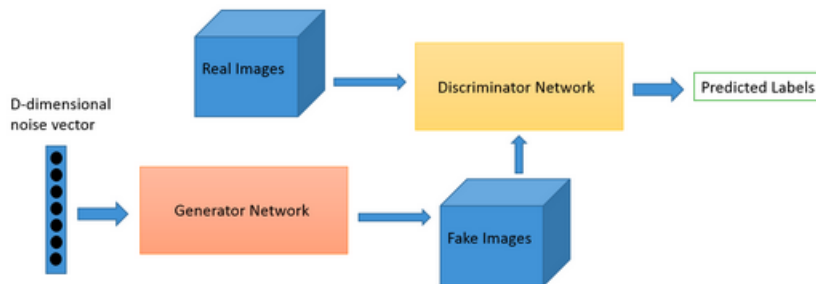 Real Images
Discriminator Network
Predicted Labels
D-dimensional
noise vector
Generator Network
Fake Images